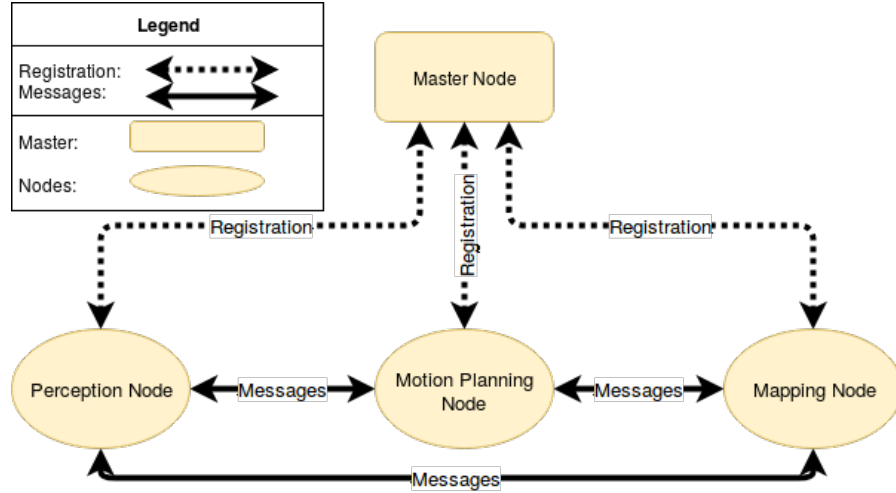 Legend
Registration:
Messages:
Master:
Nodes:
Master Node
Registration
Registration
Registration
Perception Node
Messages
Motion Planning
Node
Messages
Mapping Node
Messages